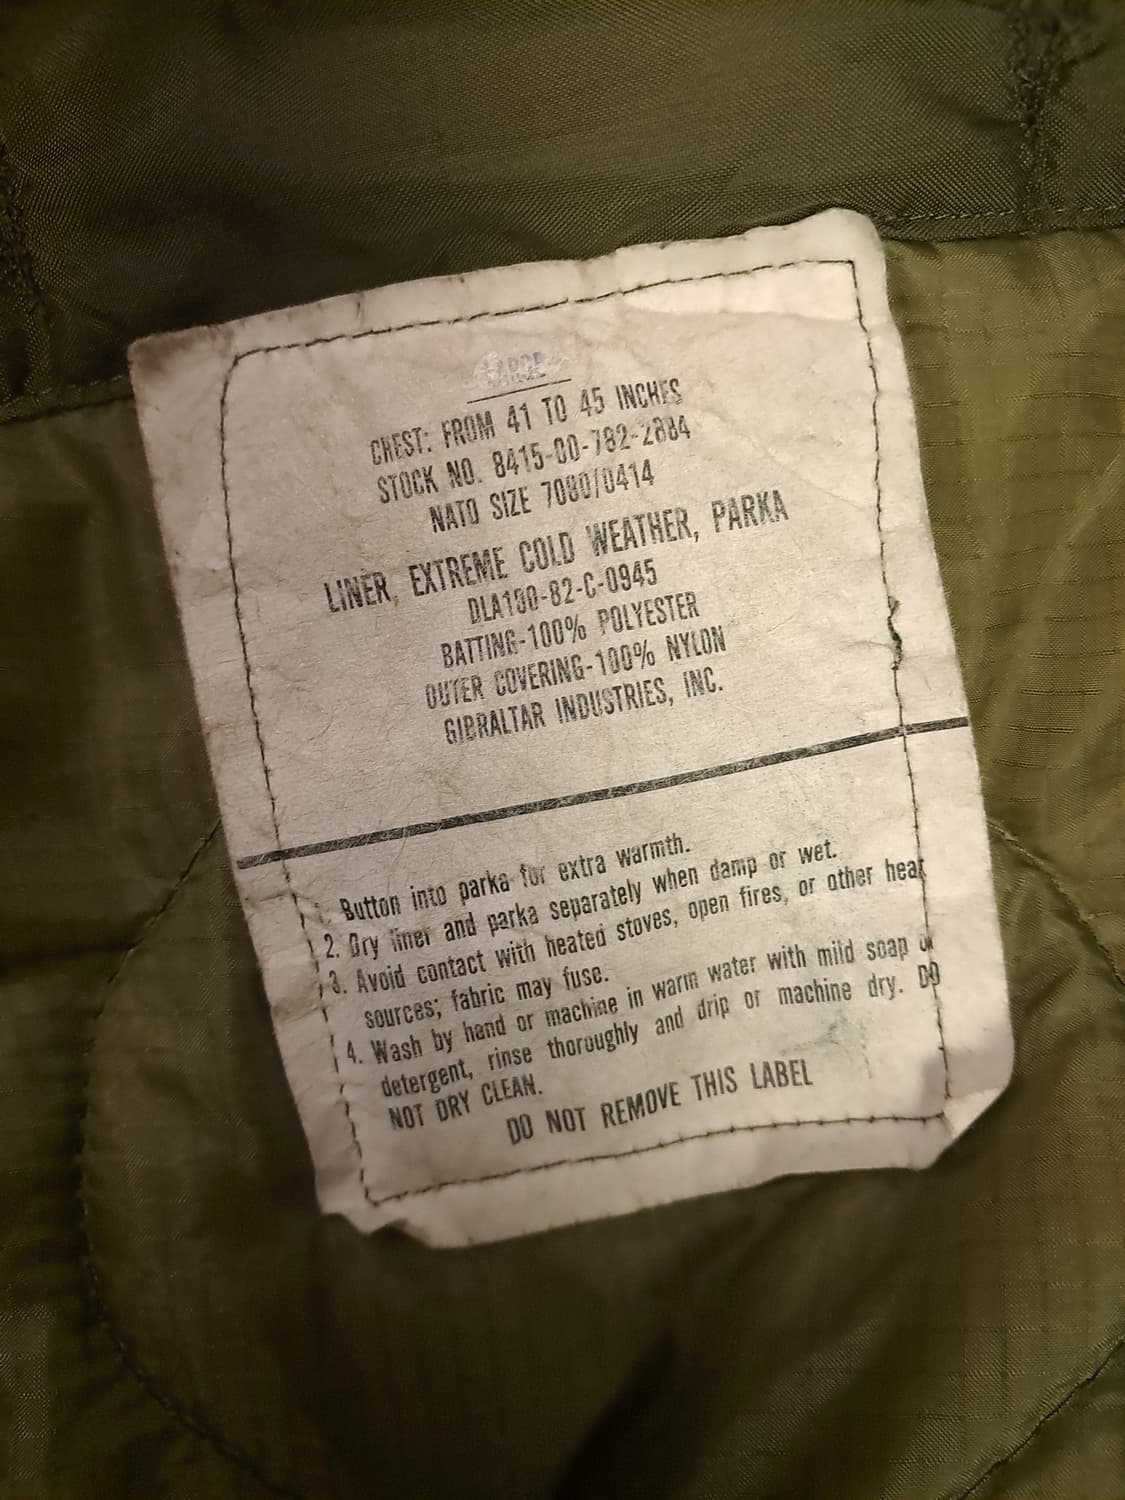 LARGE
CHEST: FROM 41 TO 45 INCHES
STOCK NO. 8415-00-782-2884
NATO SIZE 7080/0414
LINER, EXTREME COLD WEATHER, PARKA
DLA100-82-C-0945
BATTING-100% POLYESTER
OUTER COVERING-100% NYLON
GIBRALTAR INDUSTRIES, INC.
1. Button into parka for extra warmth.
2. Dry liner and parka separately when damp or wet.
3. Avoid contact with heated stoves, open fires, or other heat
sources; fabric may fuse.
4. Wash by hand or machine in warm water with mild soap or
detergent, rinse thoroughly and drip or machine dry. DO
NOT DRY CLEAN.
DO NOT REMOVE THIS LABEL